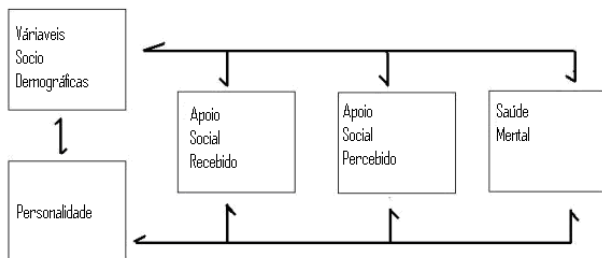 Váriaveis
Socio
Demográficas
Apoio
Social
Recebido
Apoio
Social
Percebido
Saúde
Mental
Personalidade